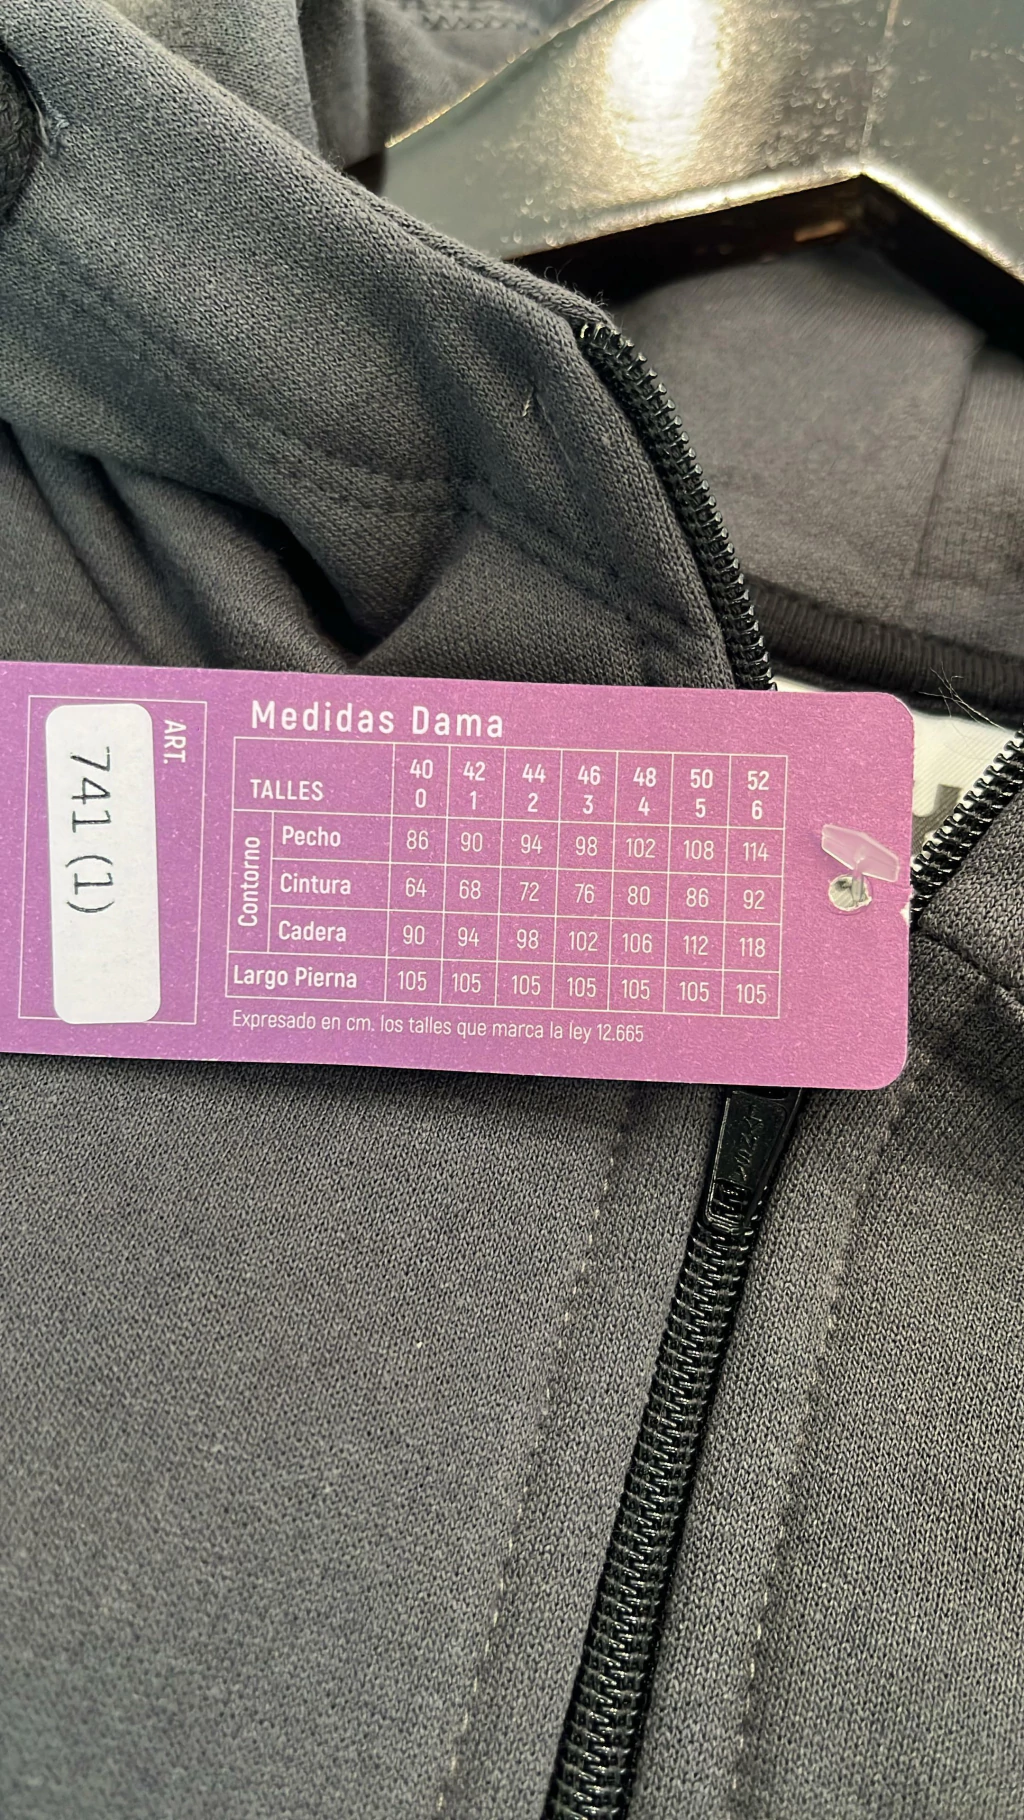 ART.
741 (1)
Medidas Dama
TALLES 40 42 44 46 48 50 52
0 1 2 3 4 5 6
Contorno
Pecho 86 90 94 98 102 108 114
Cintura 64 68 72 76 80 86 92
Cadera 90 94 98 102 106 112 118
Largo Pierna 105 105 105 105 105 105 105
Expresado en cm. los talles que marca la ley 12.665